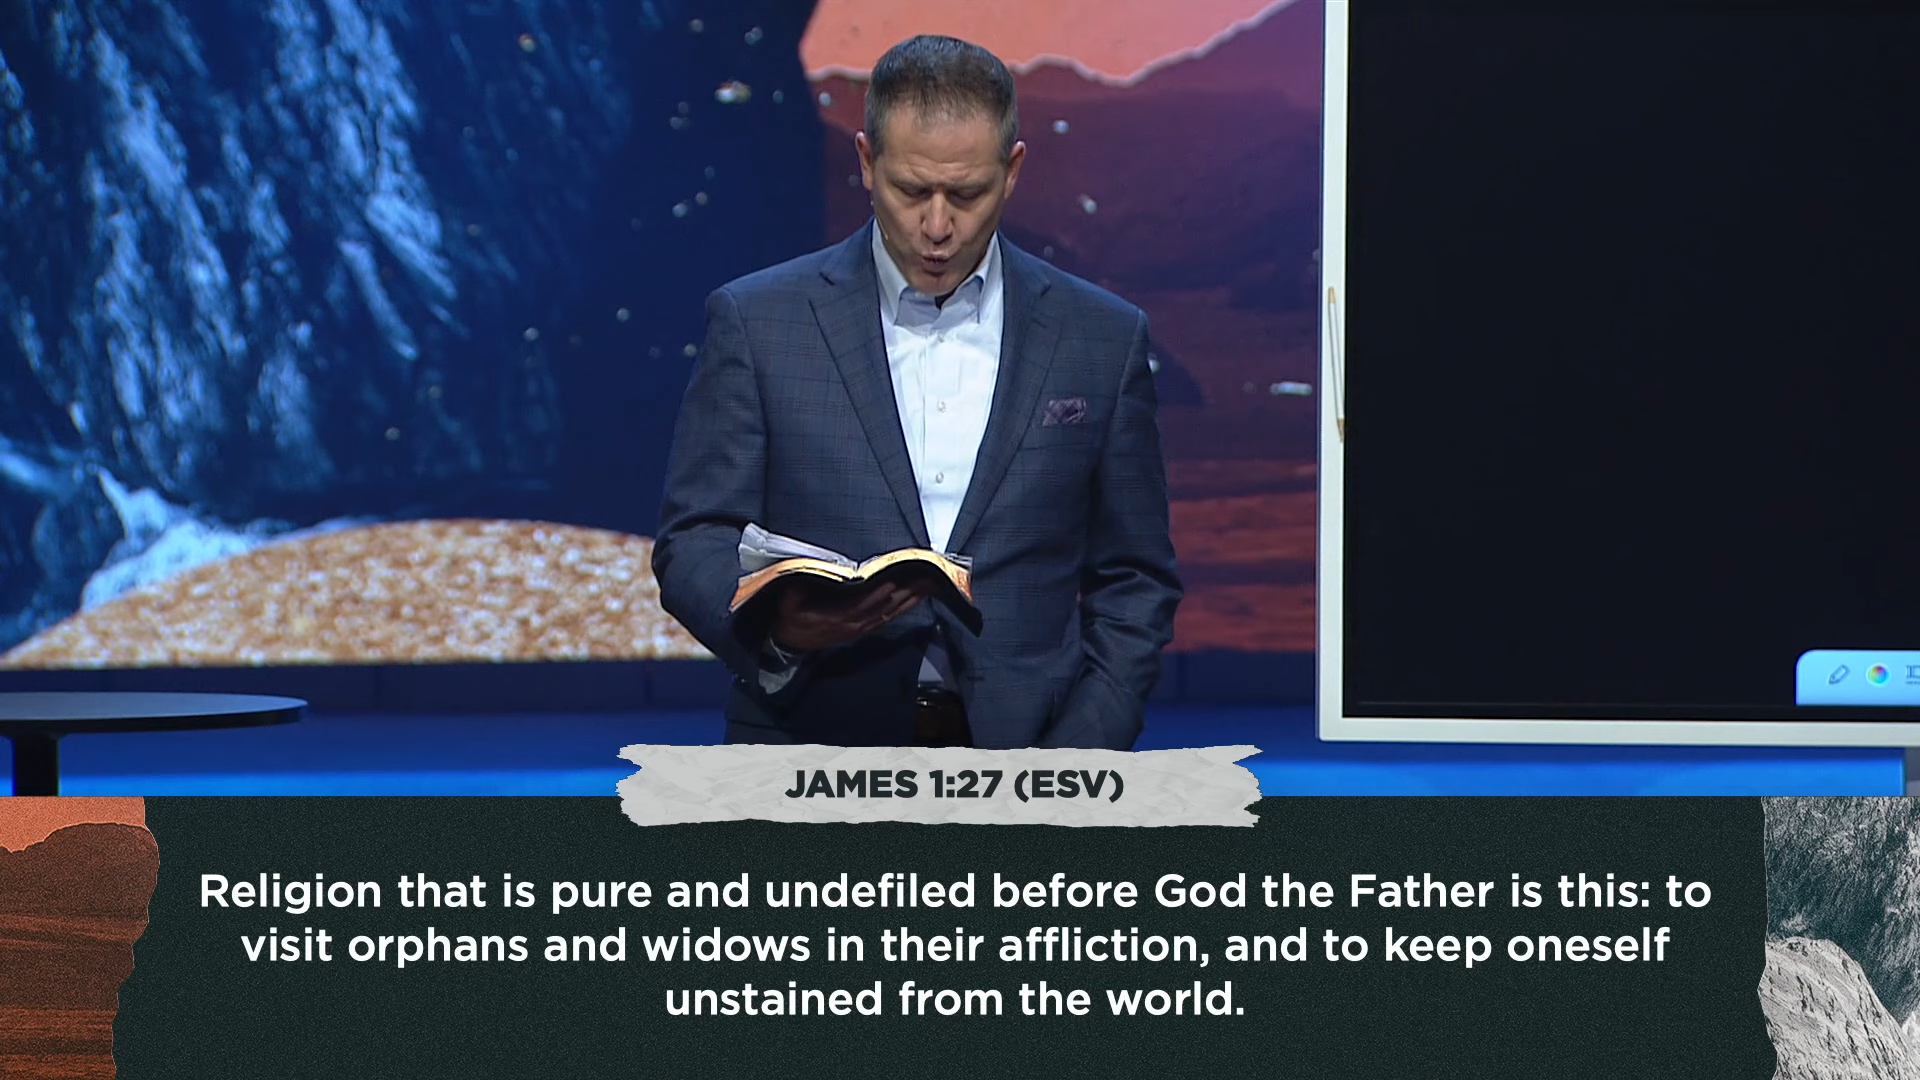 JAMES 1:27 (ESV)
Religion that is pure and undefiled before God the Father is this: to
visit orphans and widows in their affliction, and to keep oneself
unstained from the world.